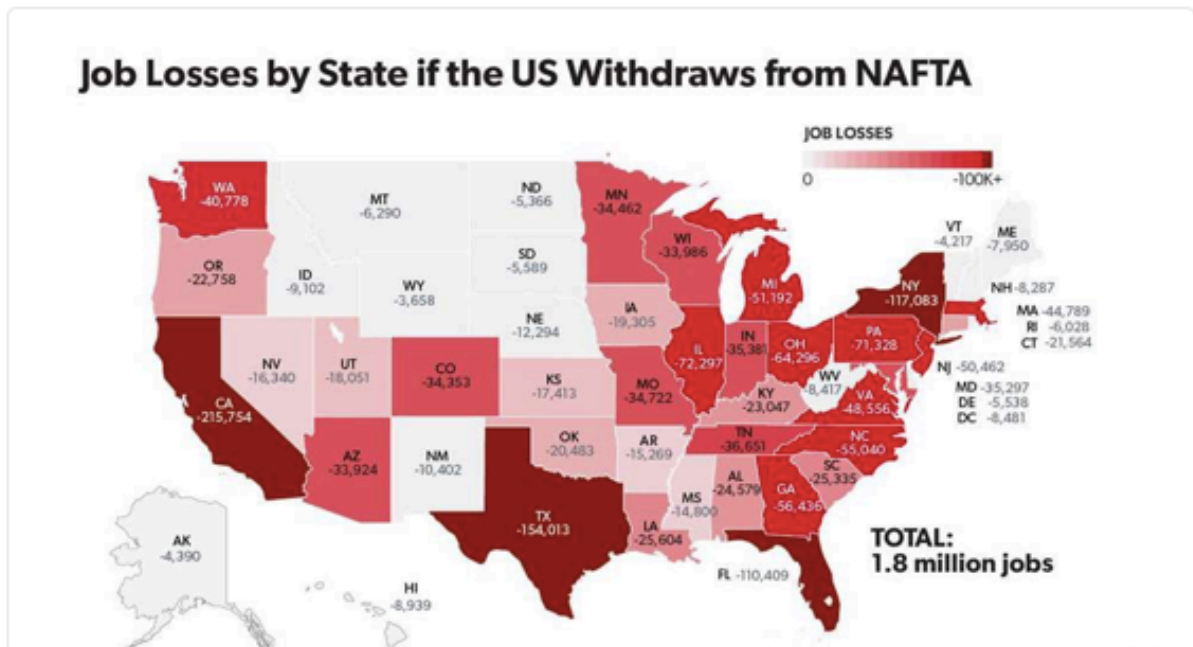 Job Losses by State if the US Withdraws from NAFTA
JOB LOSSES
0 -100K+
WA
-40,778
MT
-6,290
ND
-5,366
MN
-34,462
VT
-4,217
ME
-7,950
OR
-22,758
ID
-9,102
SD
-5,589
WI
-33,986
WY
-3,658
MI
-51,192
NY
-117,083
NH -8,287
MA -44,789
RI -6,028
CT -21,564
NE
-12,294
IA
-19,305
IL
-72,297
IN
-35,381
OH
-64,296
PA
-71,328
NJ -50,462
MD -35,297
DE -5,538
DC -8,481
NV
-16,340
UT
-18,051
CO
-34,353
KS
-17,413
MO
-34,722
WV
-8,417
KY
-23,047
VA
-48,556
CA
-215,754
AZ
-33,924
NM
-10,402
OK
-20,483
AR
-15,269
TN
-36,651
NC
-55,040
SC
-25,335
MS
-14,800
AL
-24,579
GA
-56,436
TX
-154,013
LA
-25,604
FL -110,409
AK
-4,390
HI
-8,939
TOTAL:
1.8 million jobs